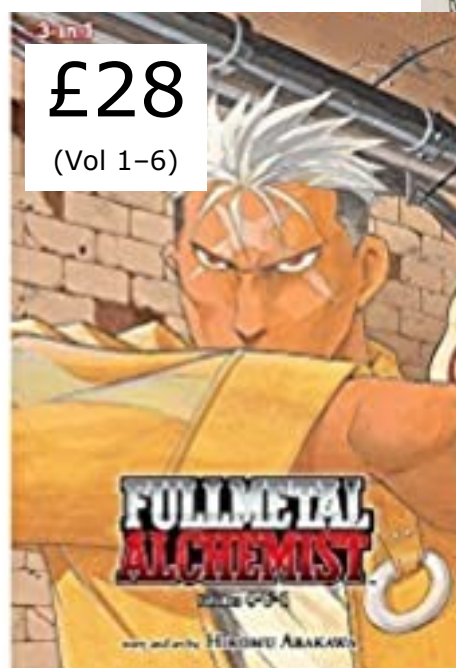 3-in-1
£28
(Vol 1–6)
FULLMETAL
ALCHEMIST
HIROMU ARAKAWA